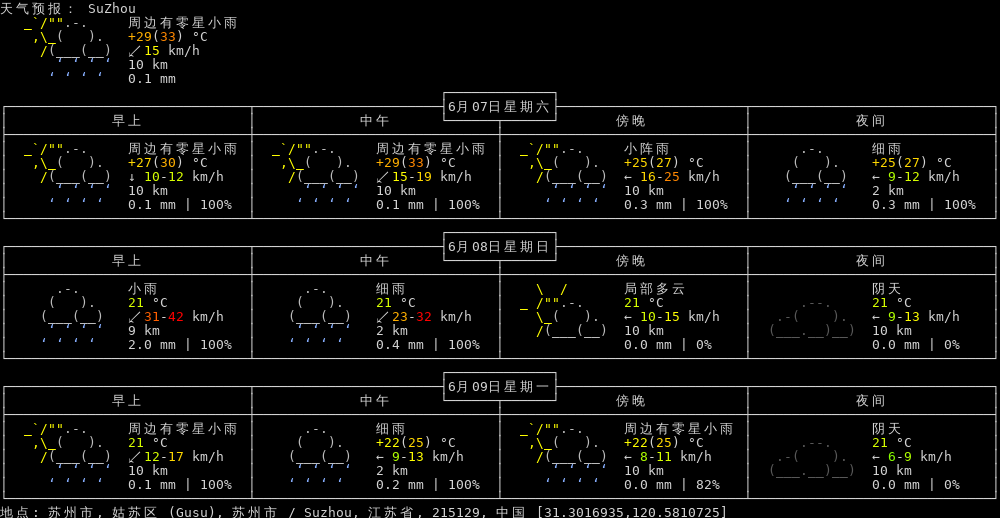 天气预报： SuZhou
周边有零星小雨
+29(33) °C
↙ 15 km/h
10 km
0.1 mm
6月07日星期六
早上 中午 傍晚 夜间
周边有零星小雨 周边有零星小雨 小阵雨 细雨
+27(30) °C +29(33) °C +25(27) °C +25(27) °C
↓ 10-12 km/h ↙ 15-19 km/h ← 16-25 km/h ← 9-12 km/h
10 km 10 km 10 km 2 km
0.1 mm | 100% 0.1 mm | 100% 0.3 mm | 100% 0.3 mm | 100%
6月08日星期日
早上 中午 傍晚 夜间
小雨 细雨 局部多云 阴天
21 °C 21 °C 21 °C 21 °C
↙ 31-42 km/h ↙ 23-32 km/h ← 10-15 km/h ← 9-13 km/h
9 km 2 km 10 km 10 km
2.0 mm | 100% 0.4 mm | 100% 0.0 mm | 0% 0.0 mm | 0%
6月09日星期一
早上 中午 傍晚 夜间
周边有零星小雨 细雨 周边有零星小雨 阴天
21 °C +22(25) °C +22(25) °C 21 °C
↙ 12-17 km/h ← 9-13 km/h ← 8-11 km/h ← 6-9 km/h
10 km 2 km 10 km 10 km
0.1 mm | 100% 0.2 mm | 100% 0.0 mm | 82% 0.0 mm | 0%
地点: 苏州市, 姑苏区 (Gusu), 苏州市 / Suzhou, 江苏省, 215129, 中国 [31.3016935,120.5810725]